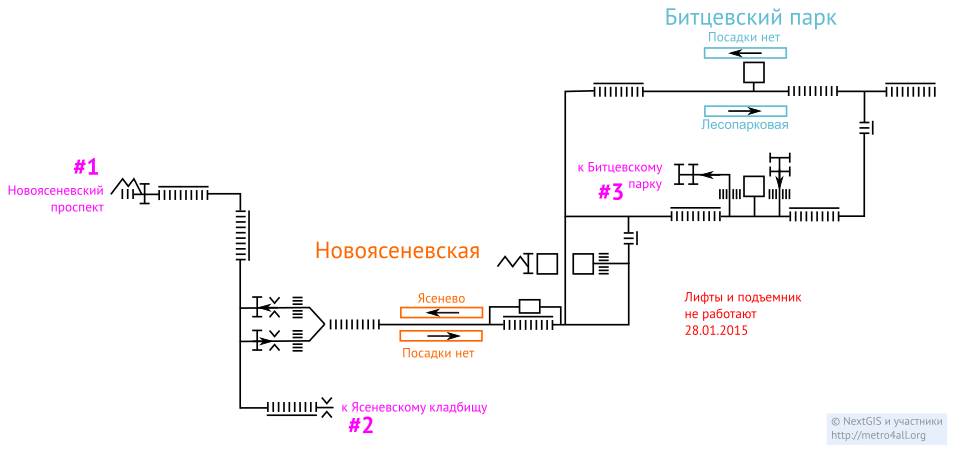 Битцевский парк
Посадки нет
Лесопарковая
#1
Новоясеневский
проспект
к Битцевскому
парку
#3
Новоясеневская
Ясенево
Посадки нет
Лифты и подъемник
не работают
28.01.2015
к Ясеневскому кладбищу
#2
© NextGIS и участники
http://metro4all.org